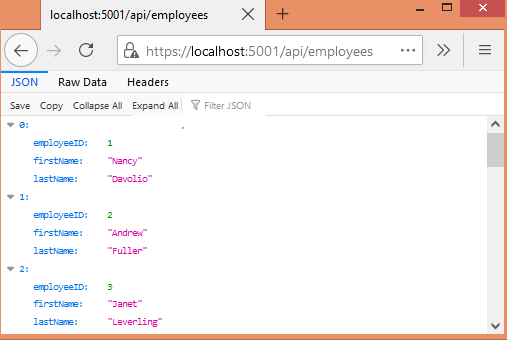 localhost:5001/api/employees
https://localhost:5001/api/employees
JSON Raw Data Headers
Save Copy Collapse All Expand All Filter JSON
0:
employeeID: 1
firstName: "Nancy"
lastName: "Davolio"
1:
employeeID: 2
firstName: "Andrew"
lastName: "Fuller"
2:
employeeID: 3
firstName: "Janet"
lastName: "Leverling"